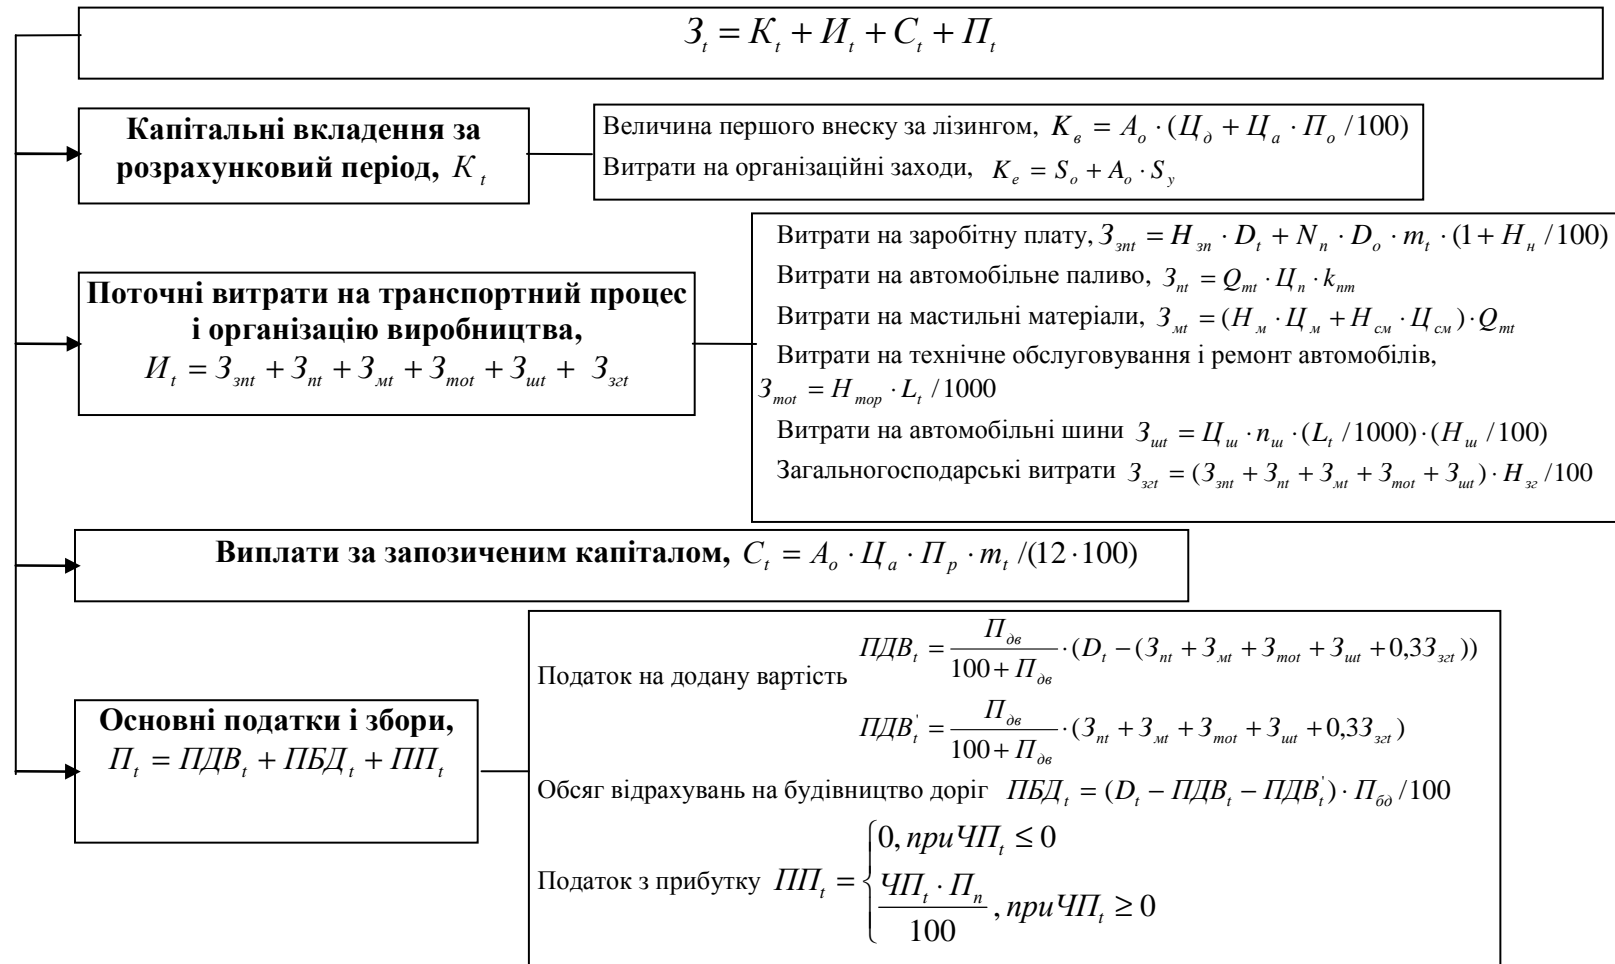 З_t = К_t + И_t + С_t + П_t
Капітальні вкладення за
розрахунковий період, К_t
Величина першого внеску за лізингом, К_в = А_о · (Ц_д + Ц_а · П_о /100)
Витрати на організаційні заходи, К_е = S_о + А_о · S_у
Поточні витрати на транспортний процес
і організацію виробництва,
И_t = З_зпt + З_пt + З_мt + З_тоt + З_шt + З_згt
Витрати на заробітну плату, З_зпt = Н_зп · D_t + N_п · D_о · m_t · (1 + Н_н /100)
Витрати на автомобільне паливо, З_пt = Q_тt · Ц_п · k_пт
Витрати на мастильні матеріали, З_мt = (Н_м · Ц_м + Н_см · Ц_см) · Q_тt
Витрати на технічне обслуговування і ремонт автомобілів,
З_тоt = Н_тор · L_t /1000
Витрати на автомобільні шини З_шt = Ц_ш · n_ш · (L_t /1000) · (Н_ш /100)
Загальногосподарські витрати З_згt = (З_зпt + З_пt + З_мt + З_тоt + З_шt) · Н_зг /100
Виплати за запозиченим капіталом, С_t = А_о · Ц_а · П_р · m_t /(12 · 100)
Основні податки і збори,
П_t = ПДВ_t + ПБД_t + ПП_t
Податок на додану вартість ПДВ_t = П_дв / (100 + П_дв) · (D_t − (З_пt + З_мt + З_тоt + З_шt + 0,3З_згt))
ПДВ'_t = П_дв / (100 + П_дв) · (З_пt + З_мt + З_тоt + З_шt + 0,3З_згt)
Обсяг відрахувань на будівництво доріг ПБД_t = (D_t − ПДВ_t − ПДВ'_t) · П_бд /100
Податок з прибутку ПП_t = { 0, при ЧП_t ≤ 0
ЧП_t · П_п / 100, при ЧП_t ≥ 0